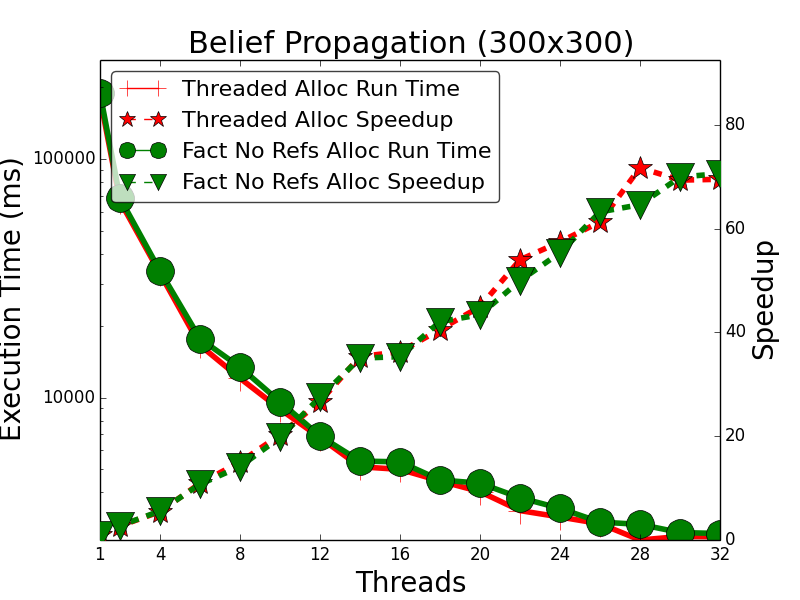 Belief Propagation (300x300)
Threaded Alloc Run Time
Threaded Alloc Speedup
Fact No Refs Alloc Run Time
Fact No Refs Alloc Speedup
Execution Time (ms)
100000
10000
80
60
40
20
0
Speedup
1 4 8 12 16 20 24 28 32
Threads